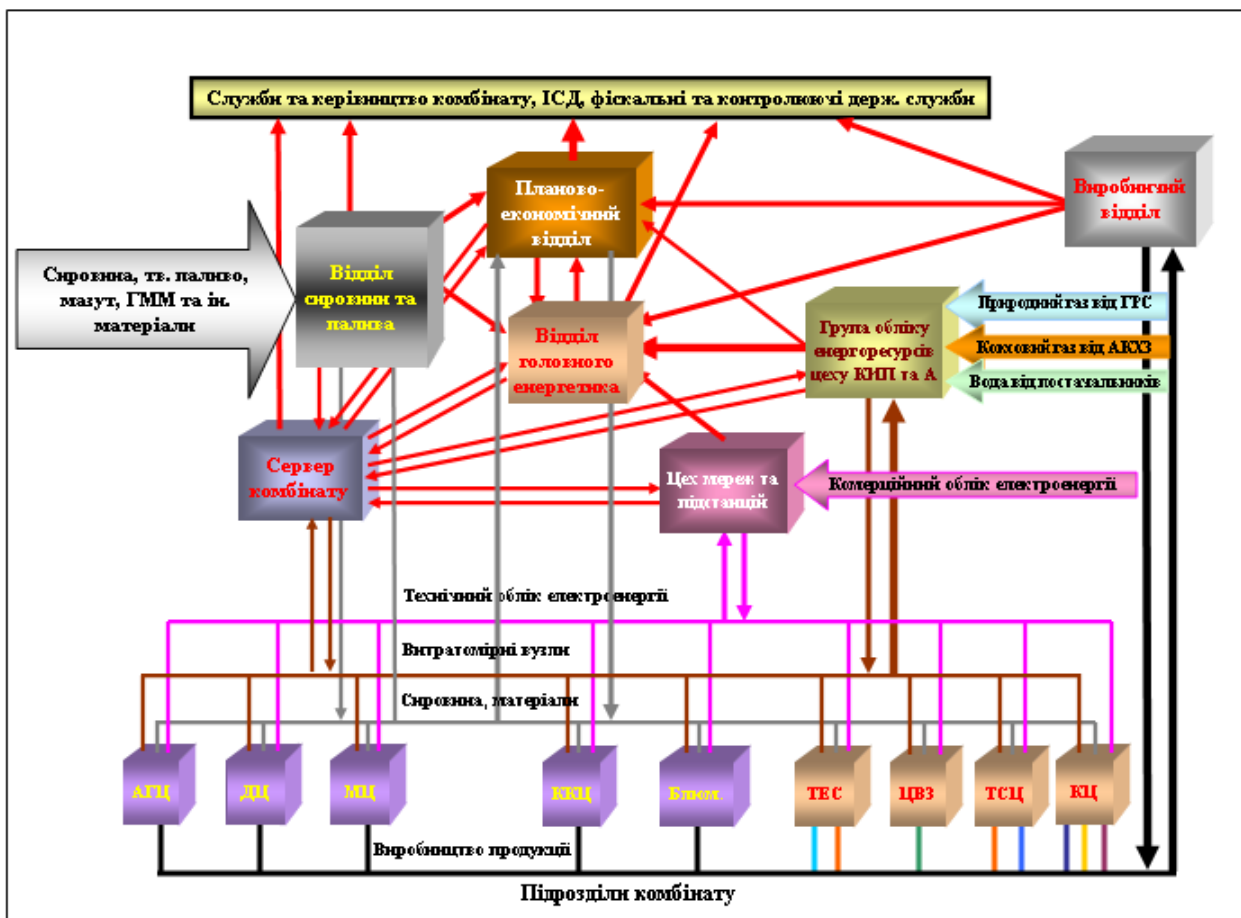 Служби та керівництво комбінату, ІСД, фіскальні та контролюючі держ. служби
Планово-
економічний
відділ
Виробничий
відділ
Сировина, тв. паливо,
мазут, ГММ та ін.
матеріали
Відділ
сировини та
палива
Відділ
головного
енергетика
Група обліку
енергоресурсів
цеху КИП та А
Природний газ від ГРС
Коксовий газ від АКХЗ
Вода від постачальників
Сервер
комбінату
Цех мереж та
підстанцій
Комерційний облік електроенергії
Технічний облік електроенергії
Витратомірні вузли
Сировина, матеріали
АГЦ
ДЦ
МЦ
ККЦ
Блюм.
ТЕС
ЦВЗ
ТСЦ
КЦ
Виробництво продукції
Підрозділи комбінату